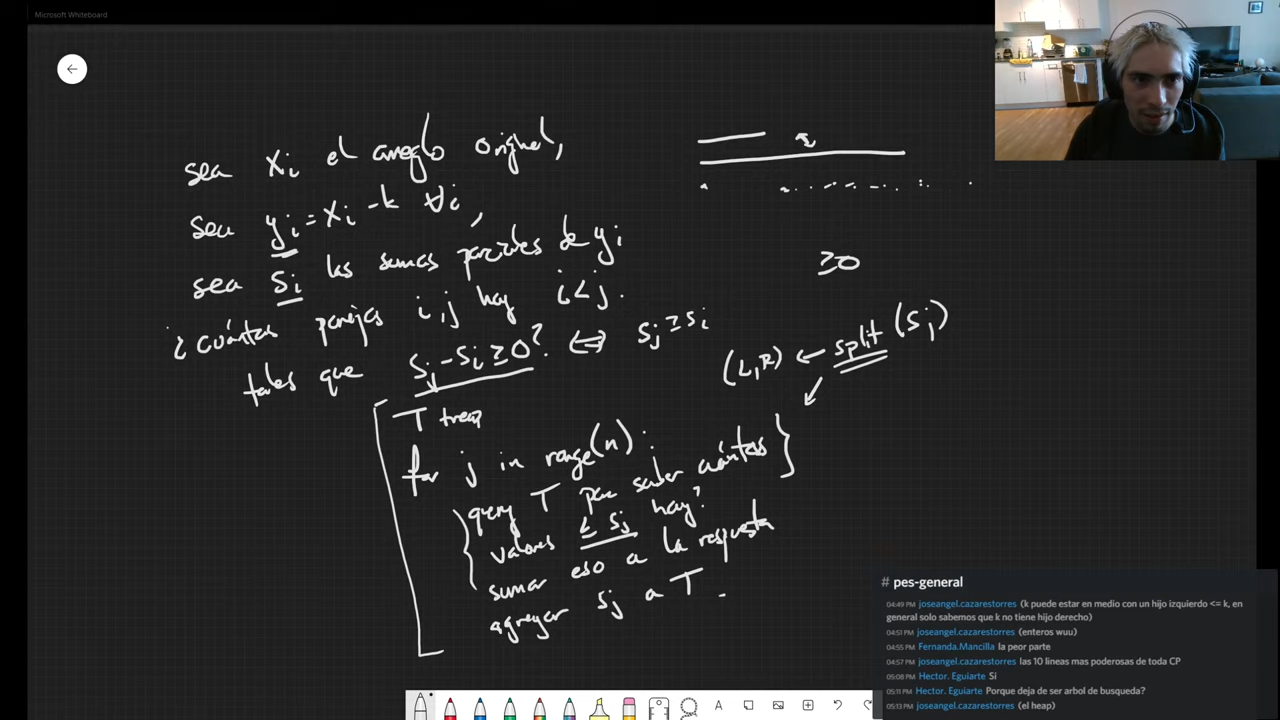 Microsoft Whiteboard
sea xi el arreglo original,
sea yi = xi - k ∀i,
sea si las sumas parciales de yi
¿cuántas parejas i,j hay i<j.
tales que sj - si ≥ 0? ⟺ sj ≥ si
T treap
for j in range(n):
query T para saber cuántos
valores ≤ sj hay?
sumar eso a la respuesta
agregar sj a T.
≥0
(L,R) ← split(sj)
# pes-general
04:49 PM joseangel.cazarestorres (k puede estar en medio con un hijo izquierdo <= k, en
general solo sabemos que k no tiene hijo derecho)
04:51 PM joseangel.cazarestorres (enteros wuu)
04:55 PM Fernanda.Mancilla la peor parte
04:57 PM joseangel.cazarestorres las 10 lineas mas poderosas de toda CP
05:08 PM Hector. Eguiarte Si
05:11 PM Hector. Eguiarte Porque deja de ser arbol de busqueda?
05:13 PM joseangel.cazarestorres (el heap)